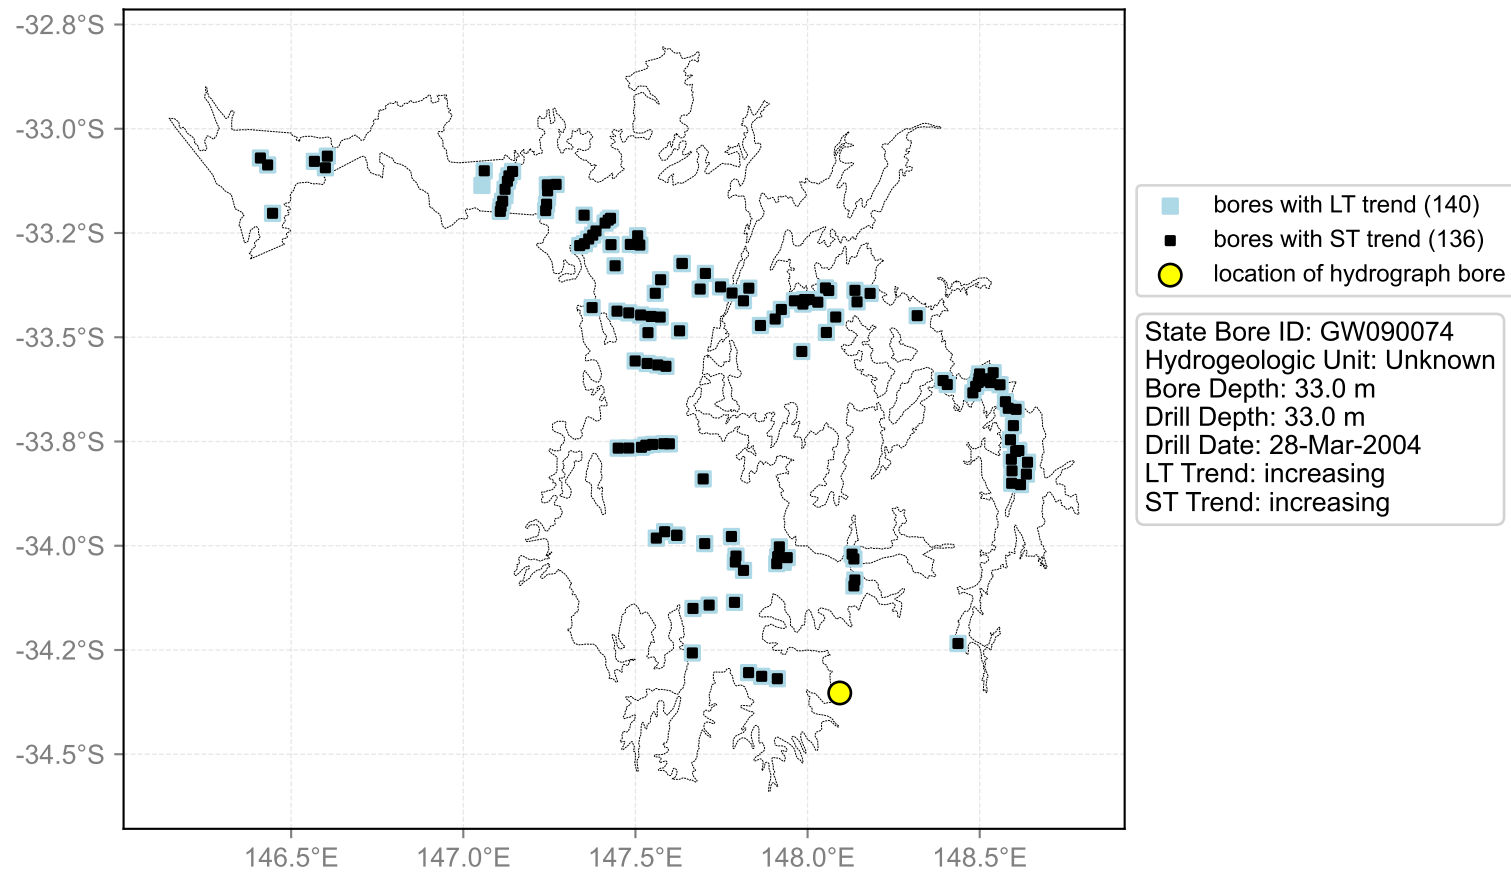 -32.8°S
-33.0°S
-33.2°S
-33.5°S
-33.8°S
-34.0°S
-34.2°S
-34.5°S
146.5°E
147.0°E
147.5°E
148.0°E
148.5°E
bores with LT trend (140)
bores with ST trend (136)
location of hydrograph bore
State Bore ID: GW090074
Hydrogeologic Unit: Unknown
Bore Depth: 33.0 m
Drill Depth: 33.0 m
Drill Date: 28-Mar-2004
LT Trend: increasing
ST Trend: increasing